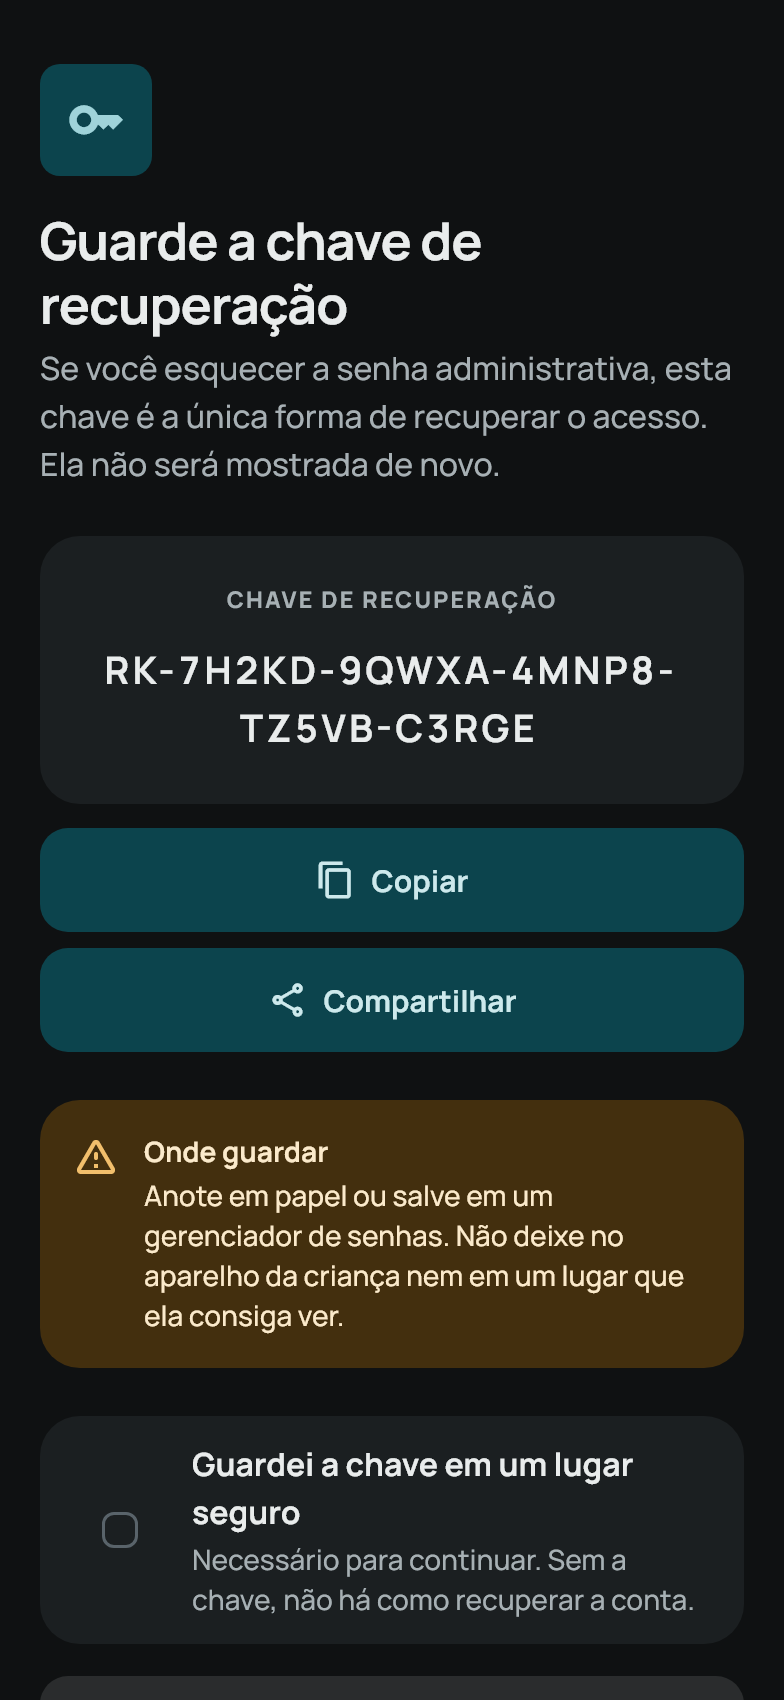 Guarde a chave de
recuperação
Se você esquecer a senha administrativa, esta
chave é a única forma de recuperar o acesso.
Ela não será mostrada de novo.
CHAVE DE RECUPERAÇÃO
RK-7H2KD-9QWXA-4MNP8-
TZ5VB-C3RGE
Copiar
Compartilhar
Onde guardar
Anote em papel ou salve em um
gerenciador de senhas. Não deixe no
aparelho da criança nem em um lugar que
ela consiga ver.
Guardei a chave em um lugar
seguro
Necessário para continuar. Sem a
chave, não há como recuperar a conta.